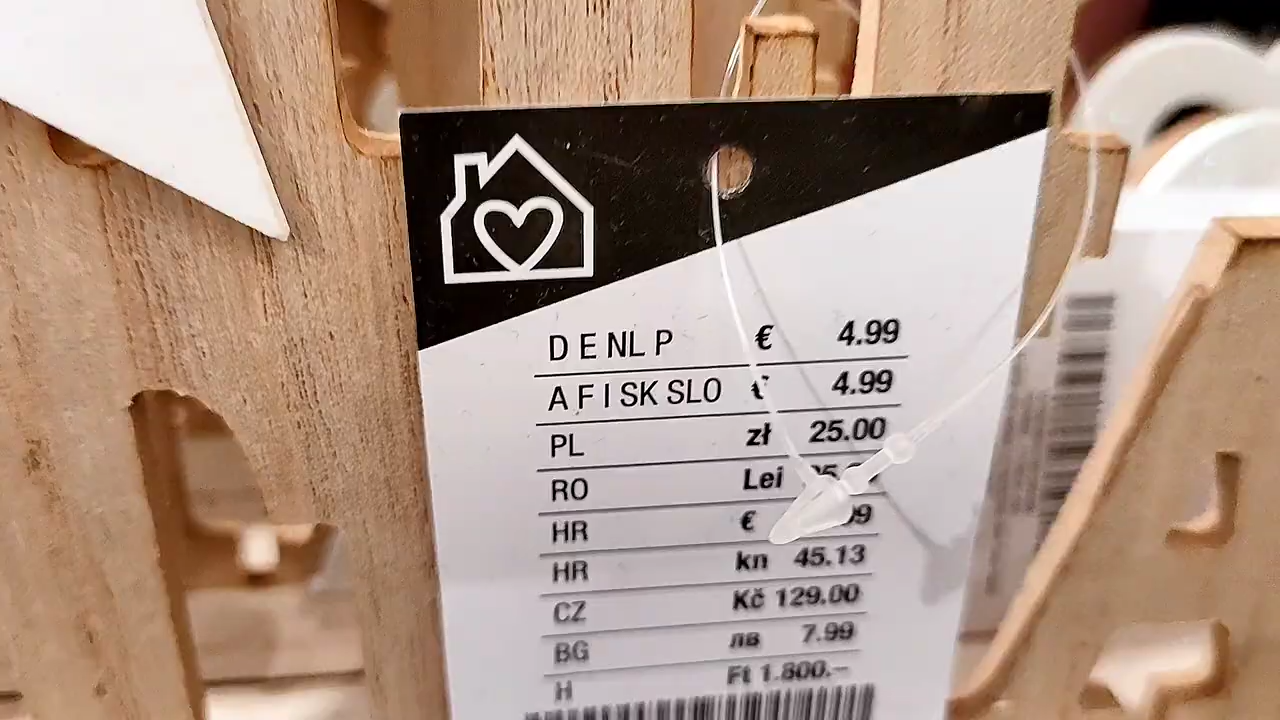 D E NL P € 4.99
A F I SK SLO € 4.99
PL zł 25.00
RO Lei
HR €
HR kn 45.13
CZ Kč 129.00
BG лв 7.99
H Ft 1.800.–